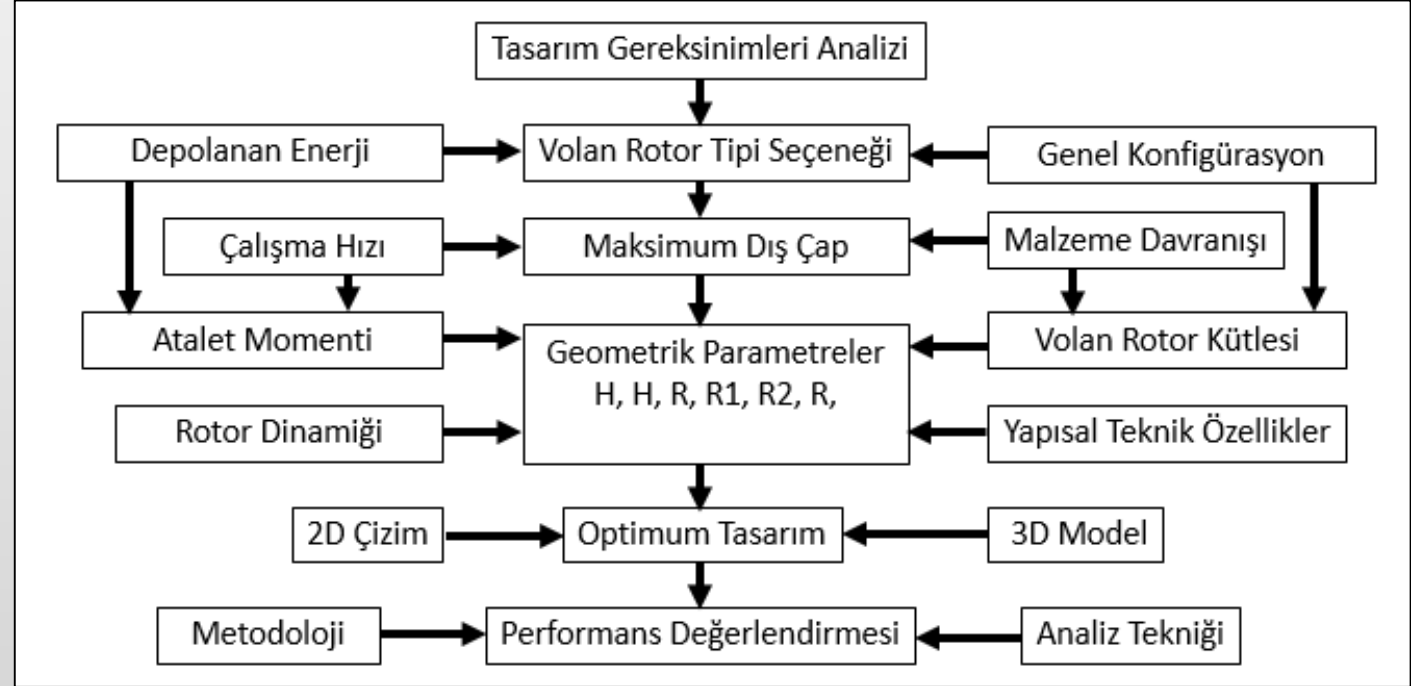 Tasarım Gereksinimleri Analizi
Depolanan Enerji
Volan Rotor Tipi Seçeneği
Genel Konfigürasyon
Çalışma Hızı
Maksimum Dış Çap
Malzeme Davranışı
Atalet Momenti
Geometrik Parametreler
H, H, R, R1, R2, R,
Volan Rotor Kütlesi
Rotor Dinamiği
Yapısal Teknik Özellikler
2D Çizim
Optimum Tasarım
3D Model
Metodoloji
Performans Değerlendirmesi
Analiz Tekniği